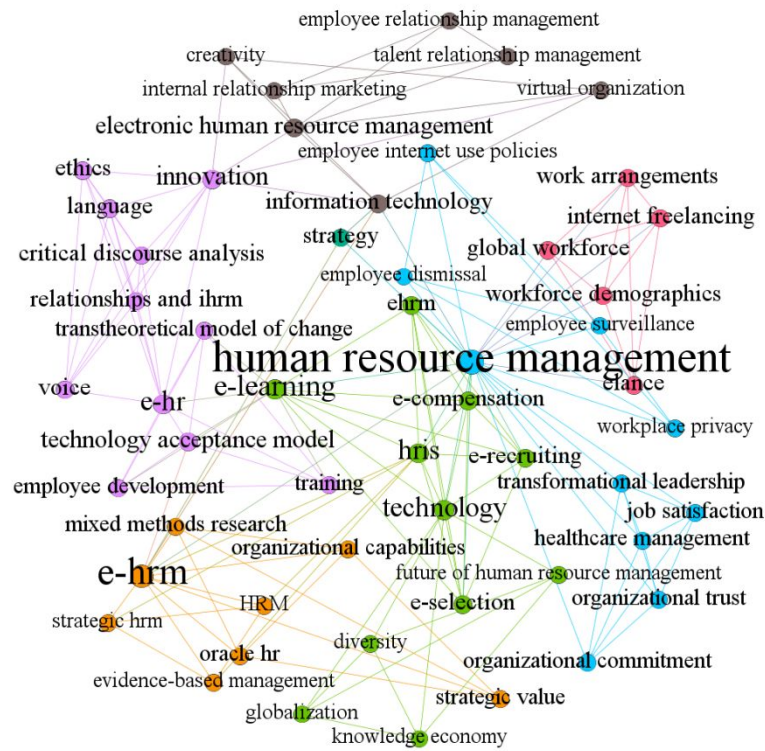 employee relationship management
creativity
talent relationship management
internal relationship marketing
virtual organization
electronic human resource management
employee internet use policies
ethics
innovation
work arrangements
language
information technology
internet freelancing
strategy
global workforce
critical discourse analysis
employee dismissal
relationships and ihrm
ehrm
workforce demographics
transtheoretical model of change
employee surveillance
human resource management
voice
e-learning
elance
e-hr
e-compensation
workplace privacy
technology acceptance model
hris
e-recruiting
employee development
training
transformational leadership
technology
job satisfaction
mixed methods research
healthcare management
organizational capabilities
e-hrm
future of human resource management
HRM
e-selection
organizational trust
strategic hrm
diversity
oracle hr
organizational commitment
evidence-based management
strategic value
globalization
knowledge economy